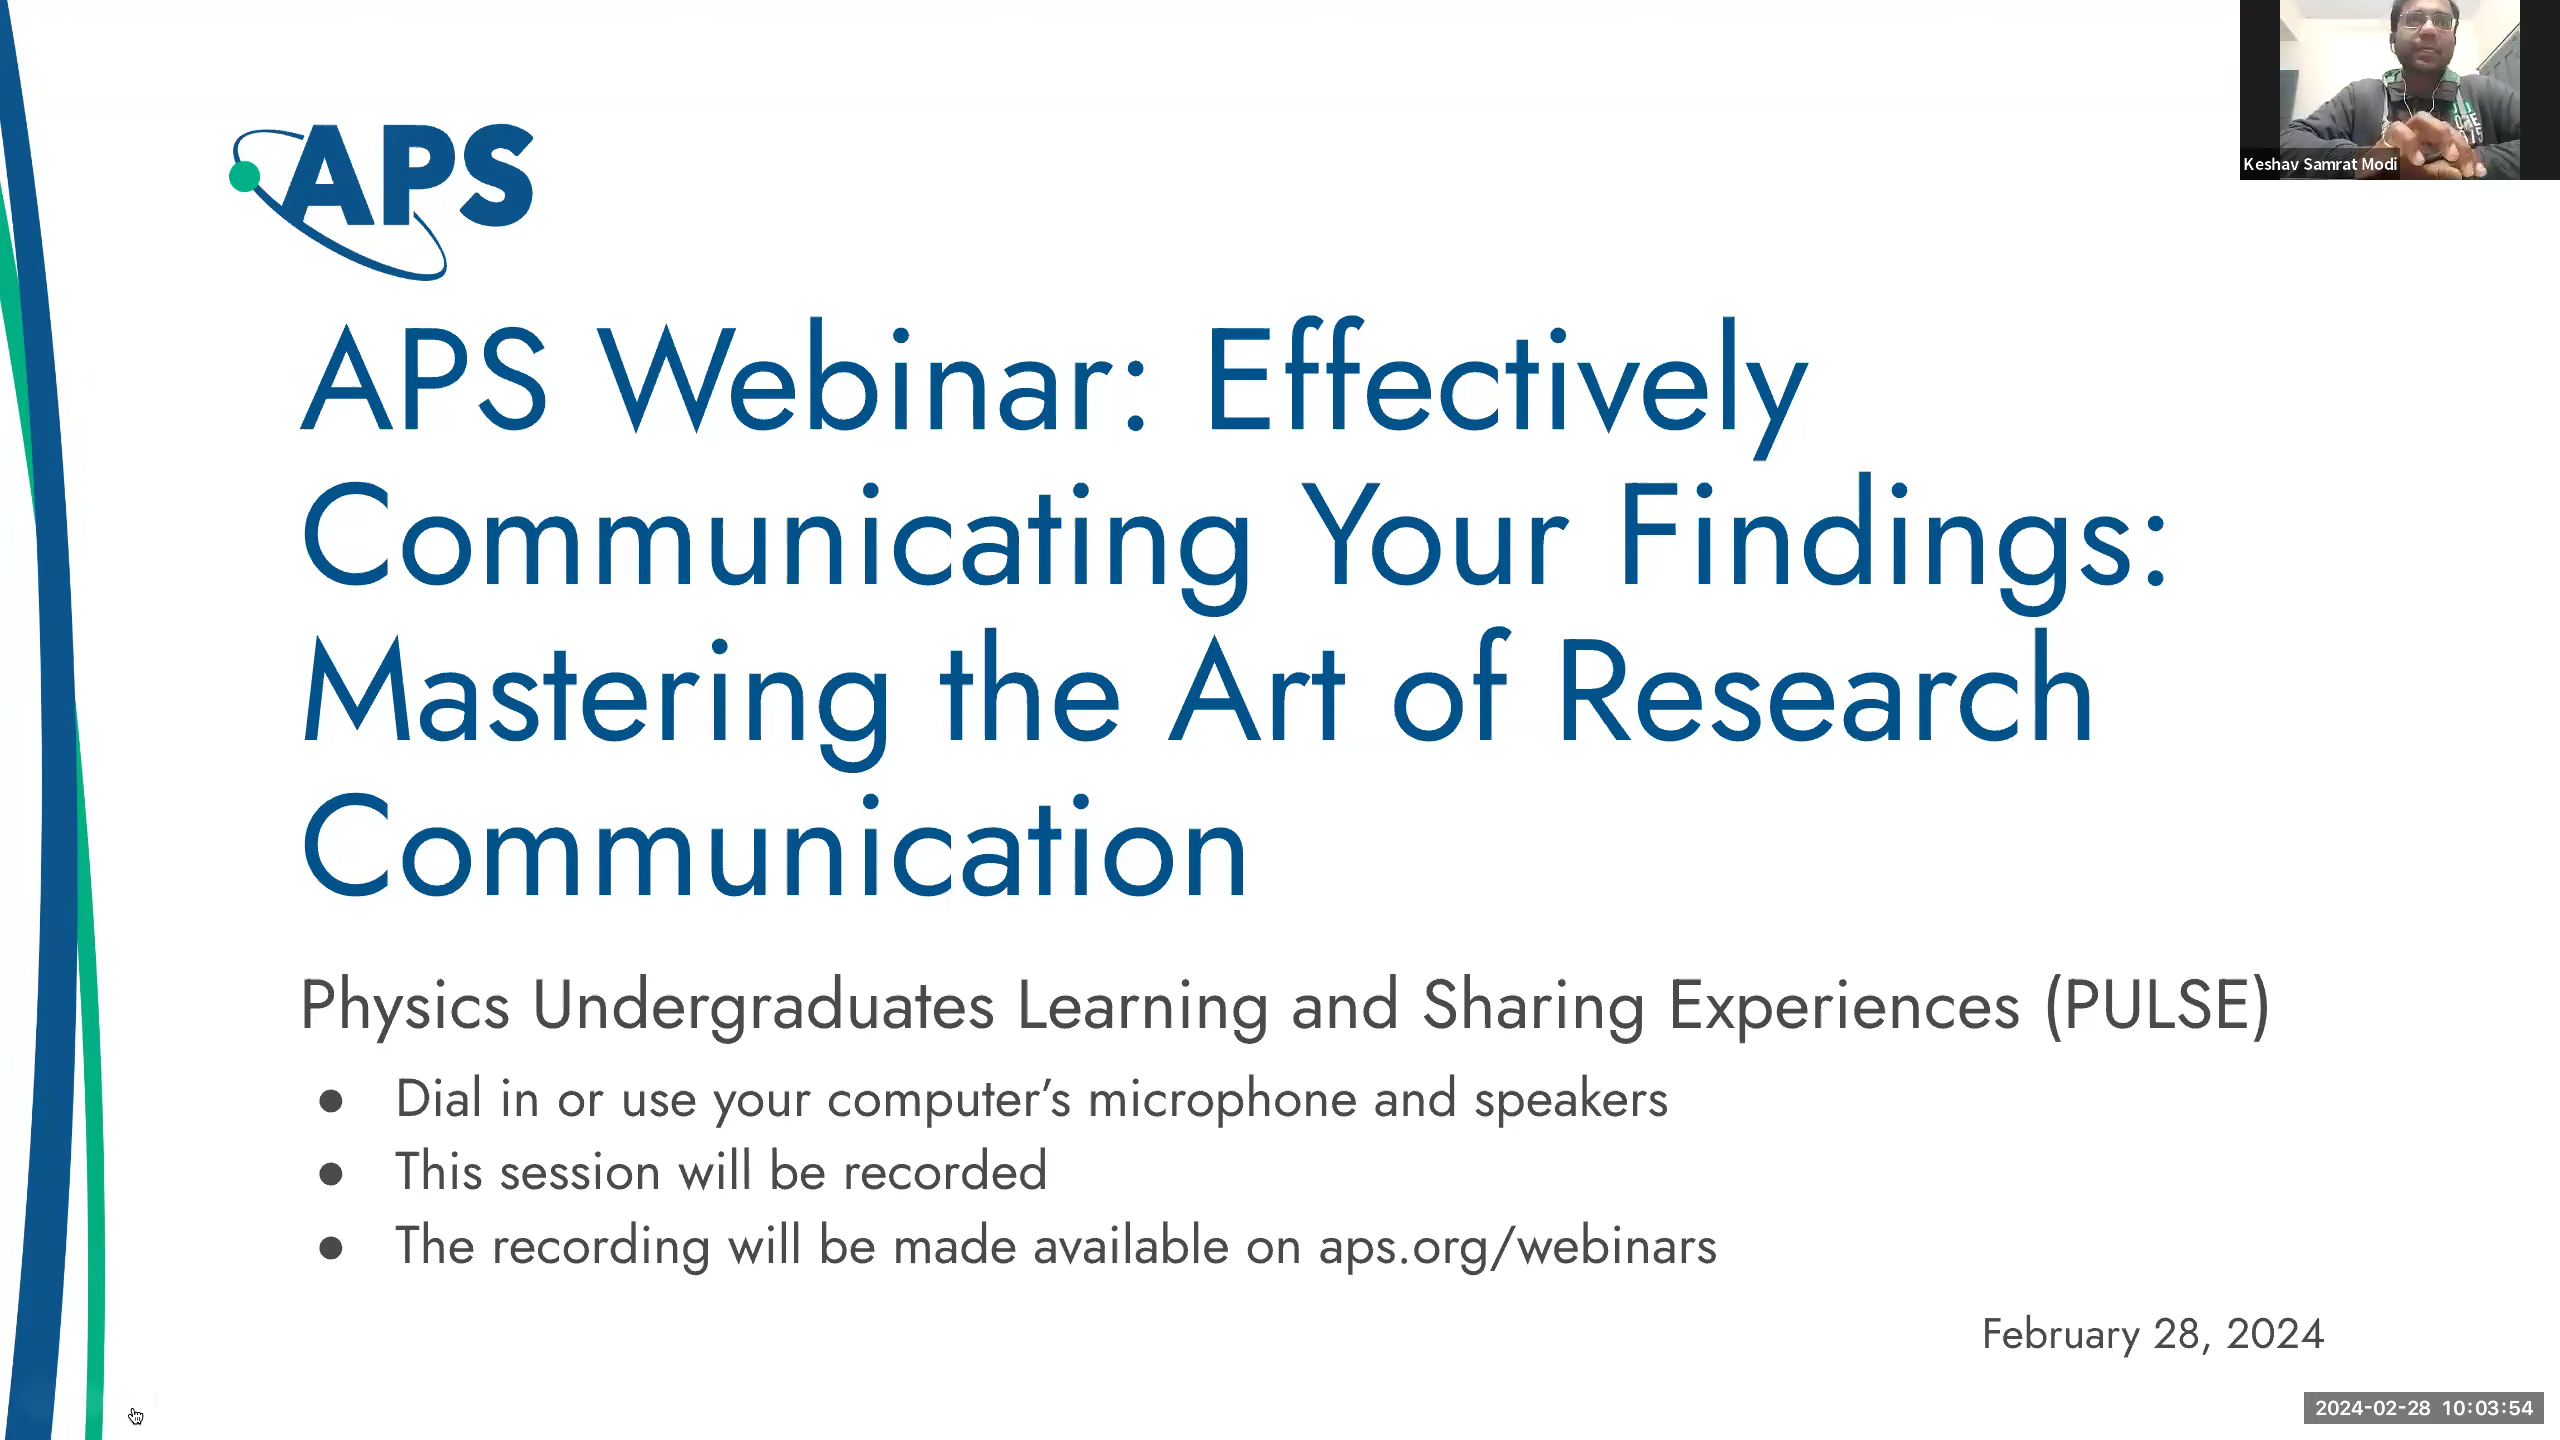 APS
Keshav Samrat Modi
APS Webinar: Effectively
Communicating Your Findings:
Mastering the Art of Research
Communication
Physics Undergraduates Learning and Sharing Experiences (PULSE)
● Dial in or use your computer’s microphone and speakers
● This session will be recorded
● The recording will be made available on aps.org/webinars
February 28, 2024
2024-02-28 10:03:54